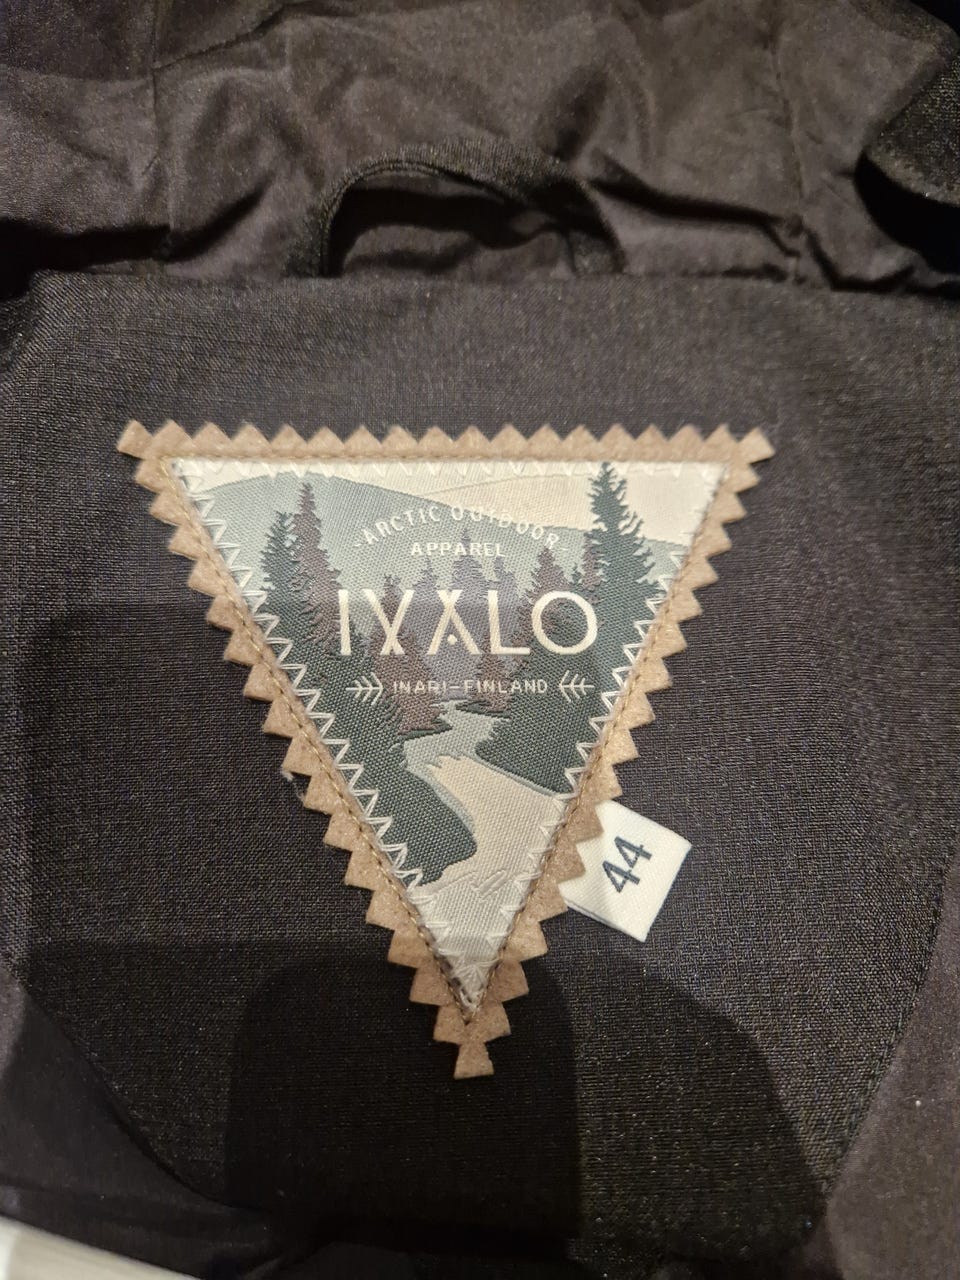 -ARCTIC OUTDOOR-
APPAREL
IVALO
INARI-FINLAND
44